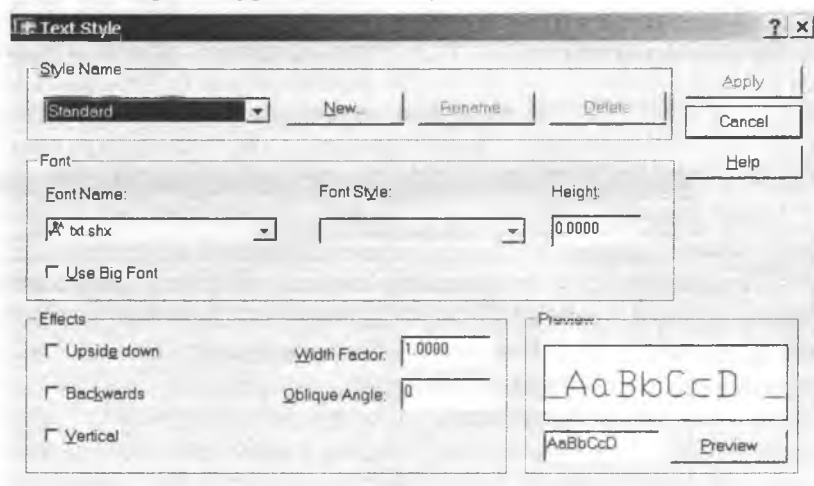 Text Style ? ×
Style Name
Standard New... Rename... Delete Apply
Cancel
Help
Font
Font Name: Font Style: Height:
txt.shx 0.0000
Use Big Font
Effects
Upside down Width Factor: 1.0000
Backwards Oblique Angle: 0
Vertical
Preview
AaBbCcD
AaBbCcD Preview